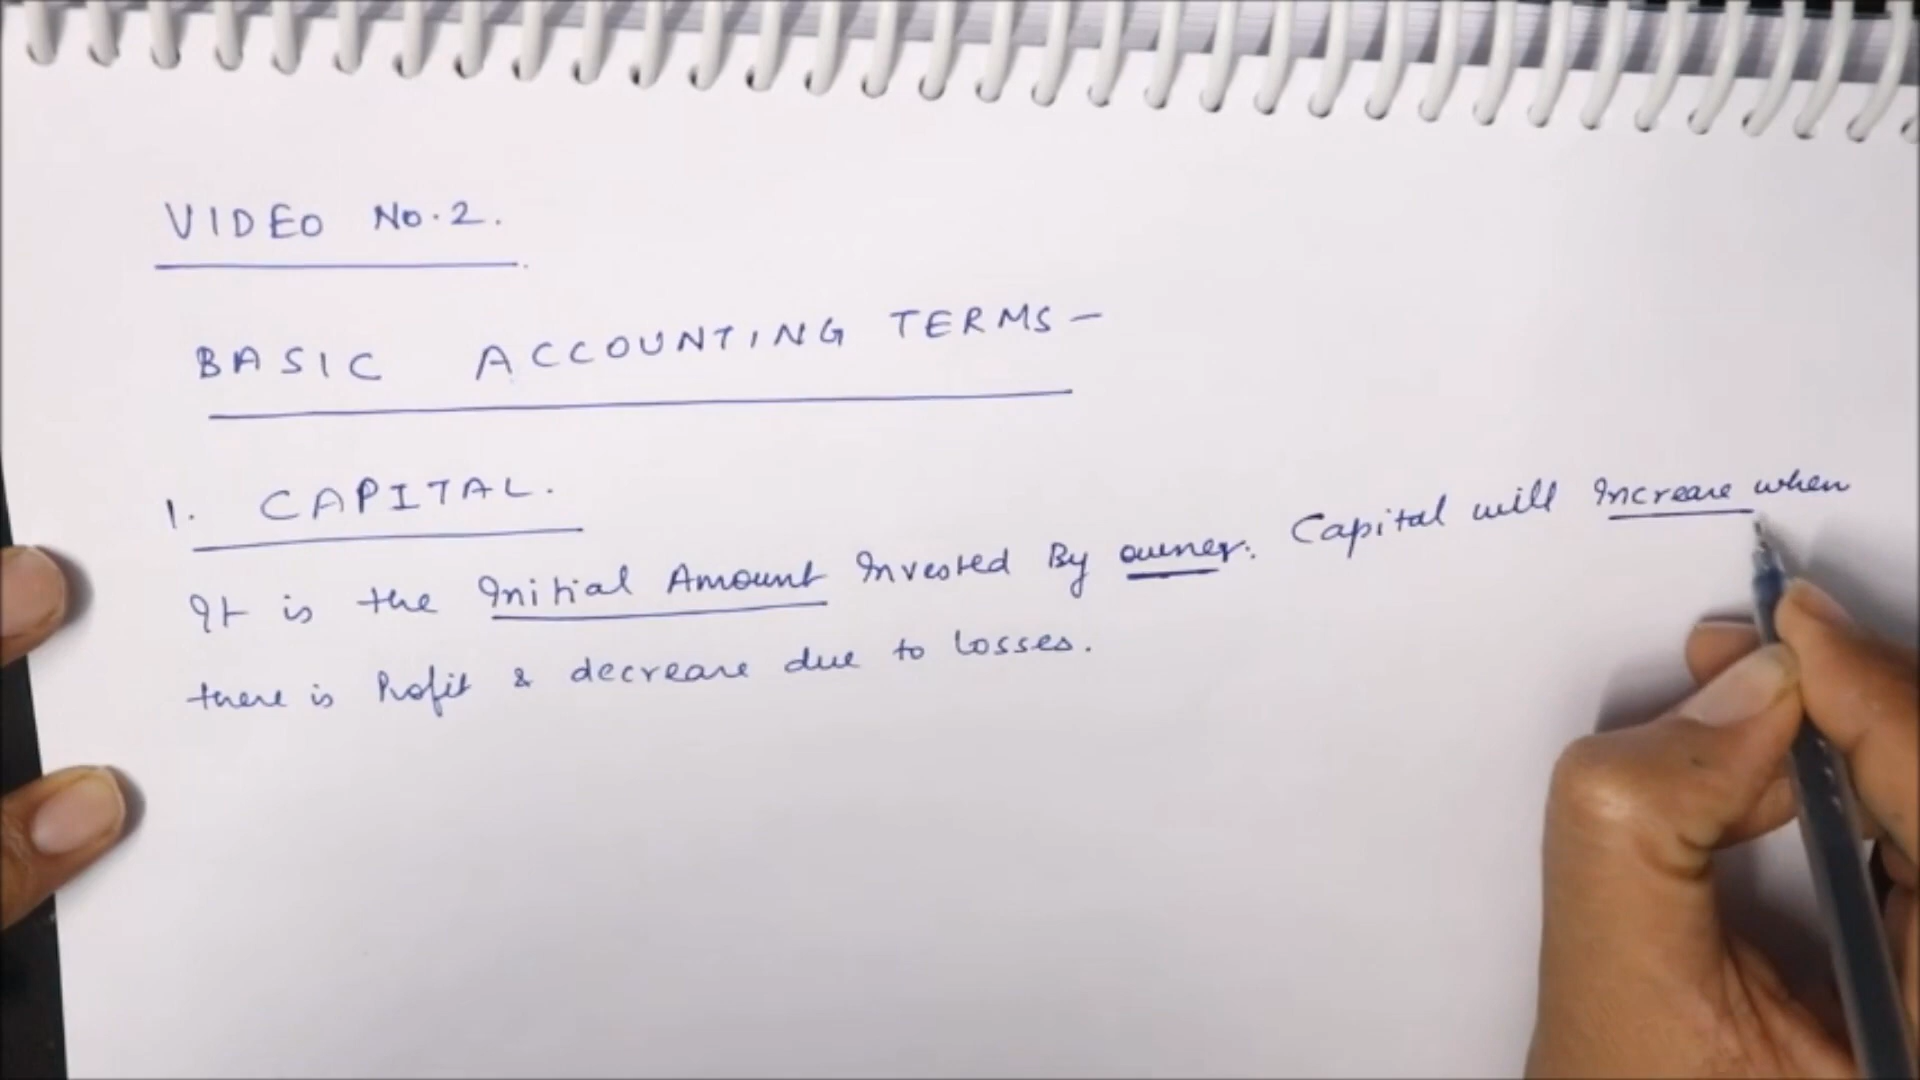 VIDEO No.2.
BASIC ACCOUNTING TERMS -
1. CAPITAL.
It is the Initial Amount Invested By owner. Capital will Increase when
there is Profit & decrease due to losses.